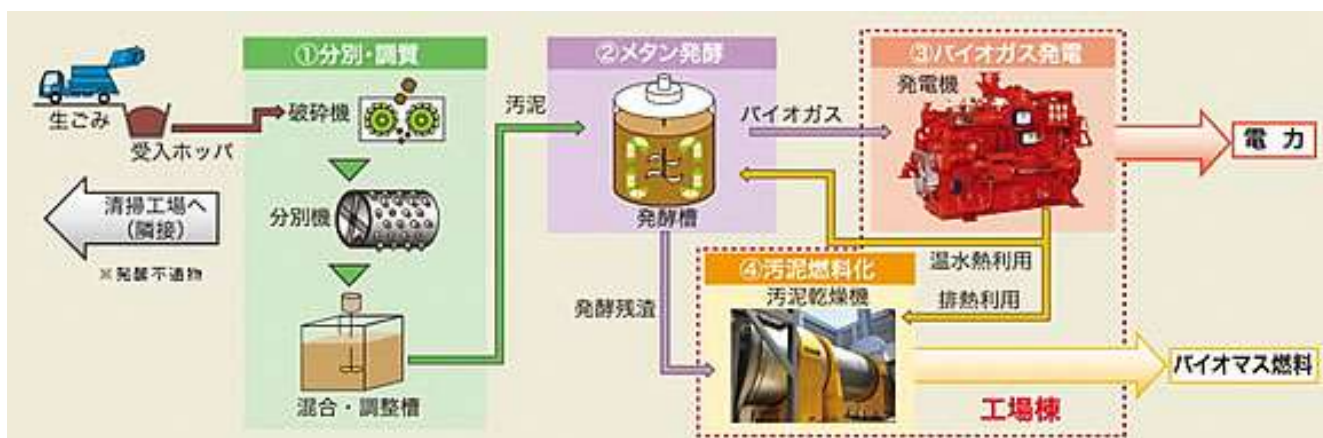 生ごみ
受入ホッパ
清掃工場へ
(隣接)
※発酵不適物
①分別・調質
破砕機
分別機
混合・調整槽
汚泥
②メタン発酵
発酵槽
バイオガス
発酵残渣
③バイオガス発電
発電機
電力
温水熱利用
排熱利用
④汚泥燃料化
汚泥乾燥機
バイオマス燃料
工場棟